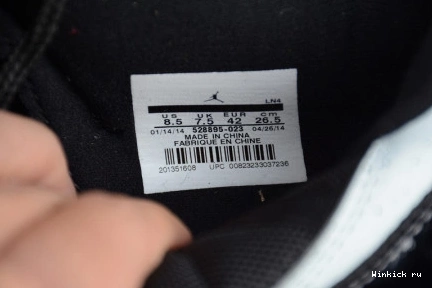 LN4
US UK EUR cm
8.5 7.5 42 26.5
01/14/14 528895-023 04/26/14
MADE IN CHINA
FABRIQUE EN CHINE
201351606 UPC 00823233037236
Winkick ru